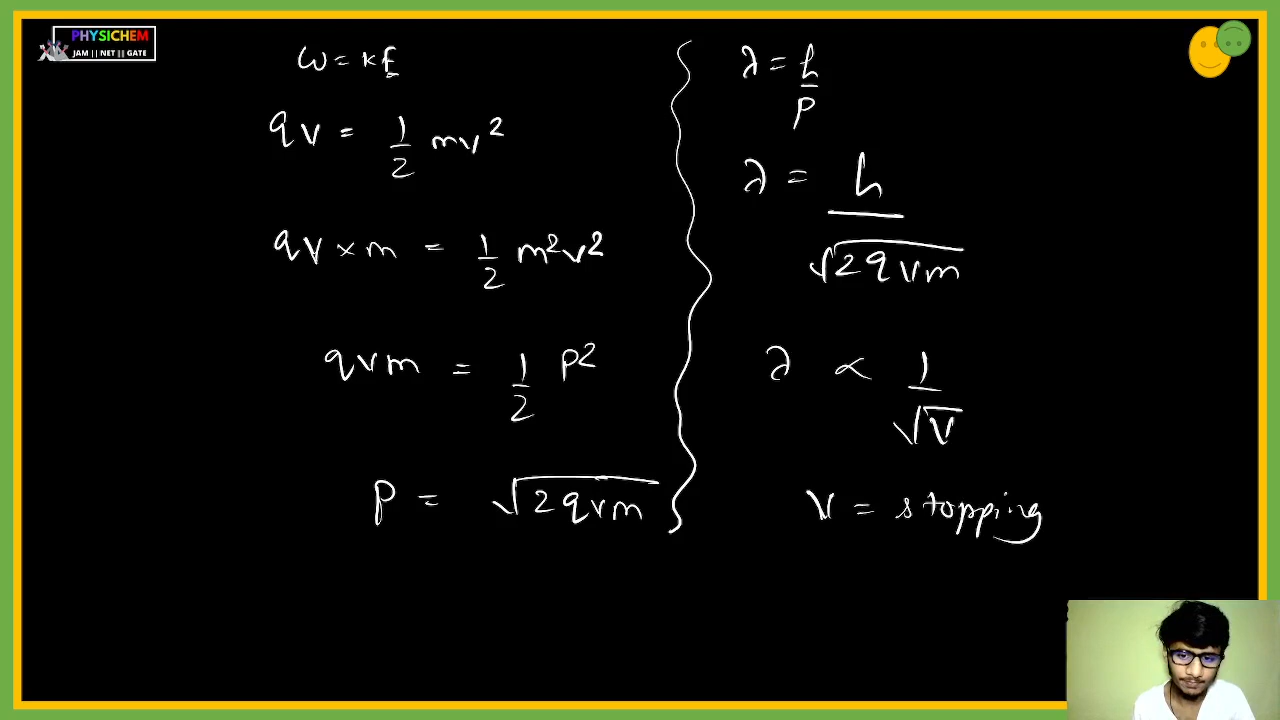 PHYSICHEM
JAM || NET || GATE
W = KE
qV = 1/2 mv²
qV × m = 1/2 m²v²
qVm = 1/2 P²
P = √2qVm
λ = h/P
λ = h/√2qVm
λ ∝ 1/√V
V = stopping